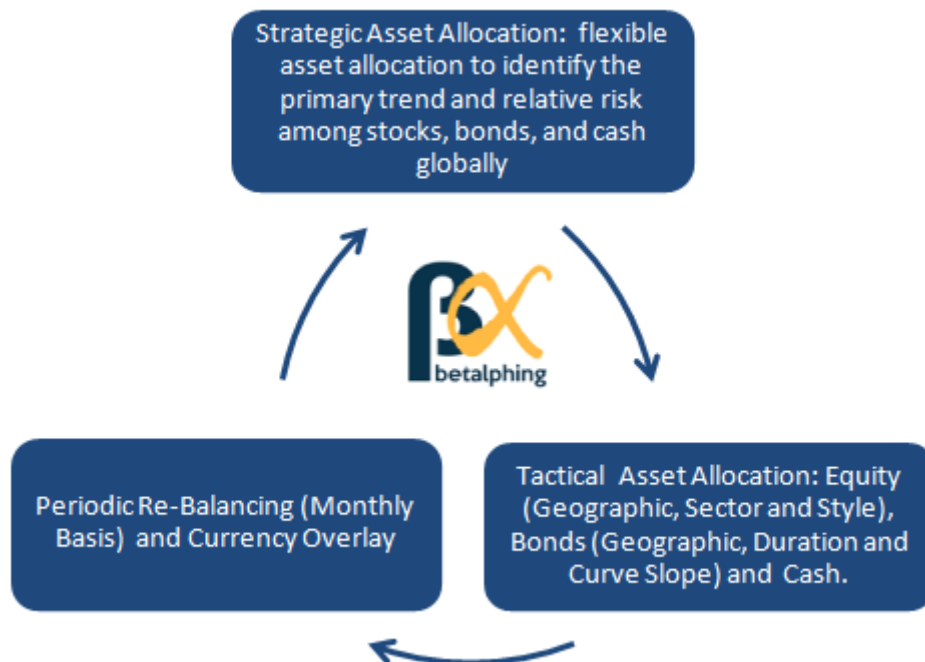 Strategic Asset Allocation: flexible
asset allocation to identify the
primary trend and relative risk
among stocks, bonds, and cash
globally
βα
betalphing
Periodic Re-Balancing (Monthly
Basis) and Currency Overlay
Tactical Asset Allocation: Equity
(Geographic, Sector and Style),
Bonds (Geographic, Duration and
Curve Slope) and Cash.